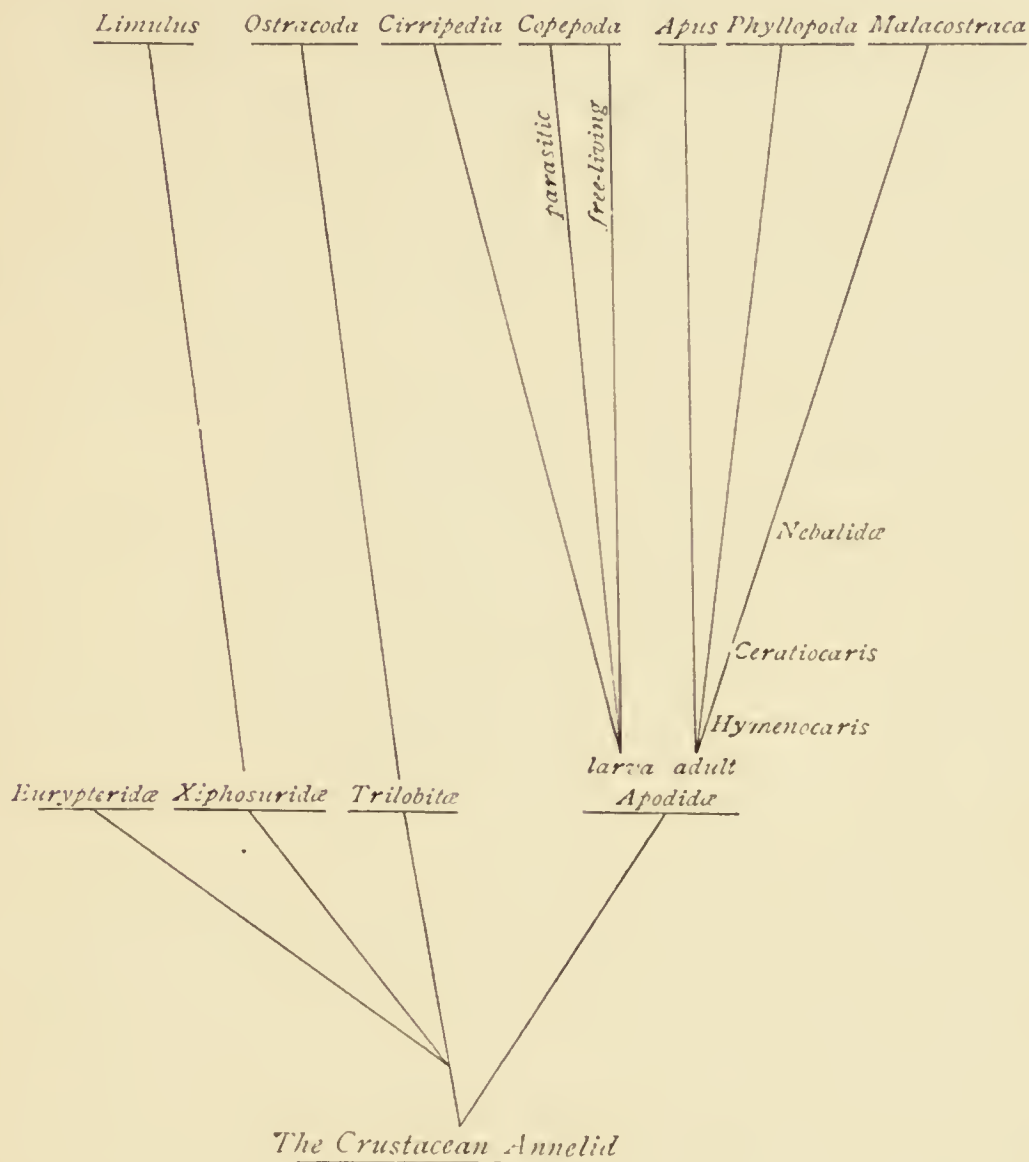 Limulus Ostracoda Cirripedia Copepoda Apus Phyllopoda Malacostraca
parasitic
free-living
Nebalidæ
Ceratiocaris
Hymenocaris
larva adult
Eurypteridæ Xiphosuridæ Trilobitæ Apodidæ
The Crustacean Annelid